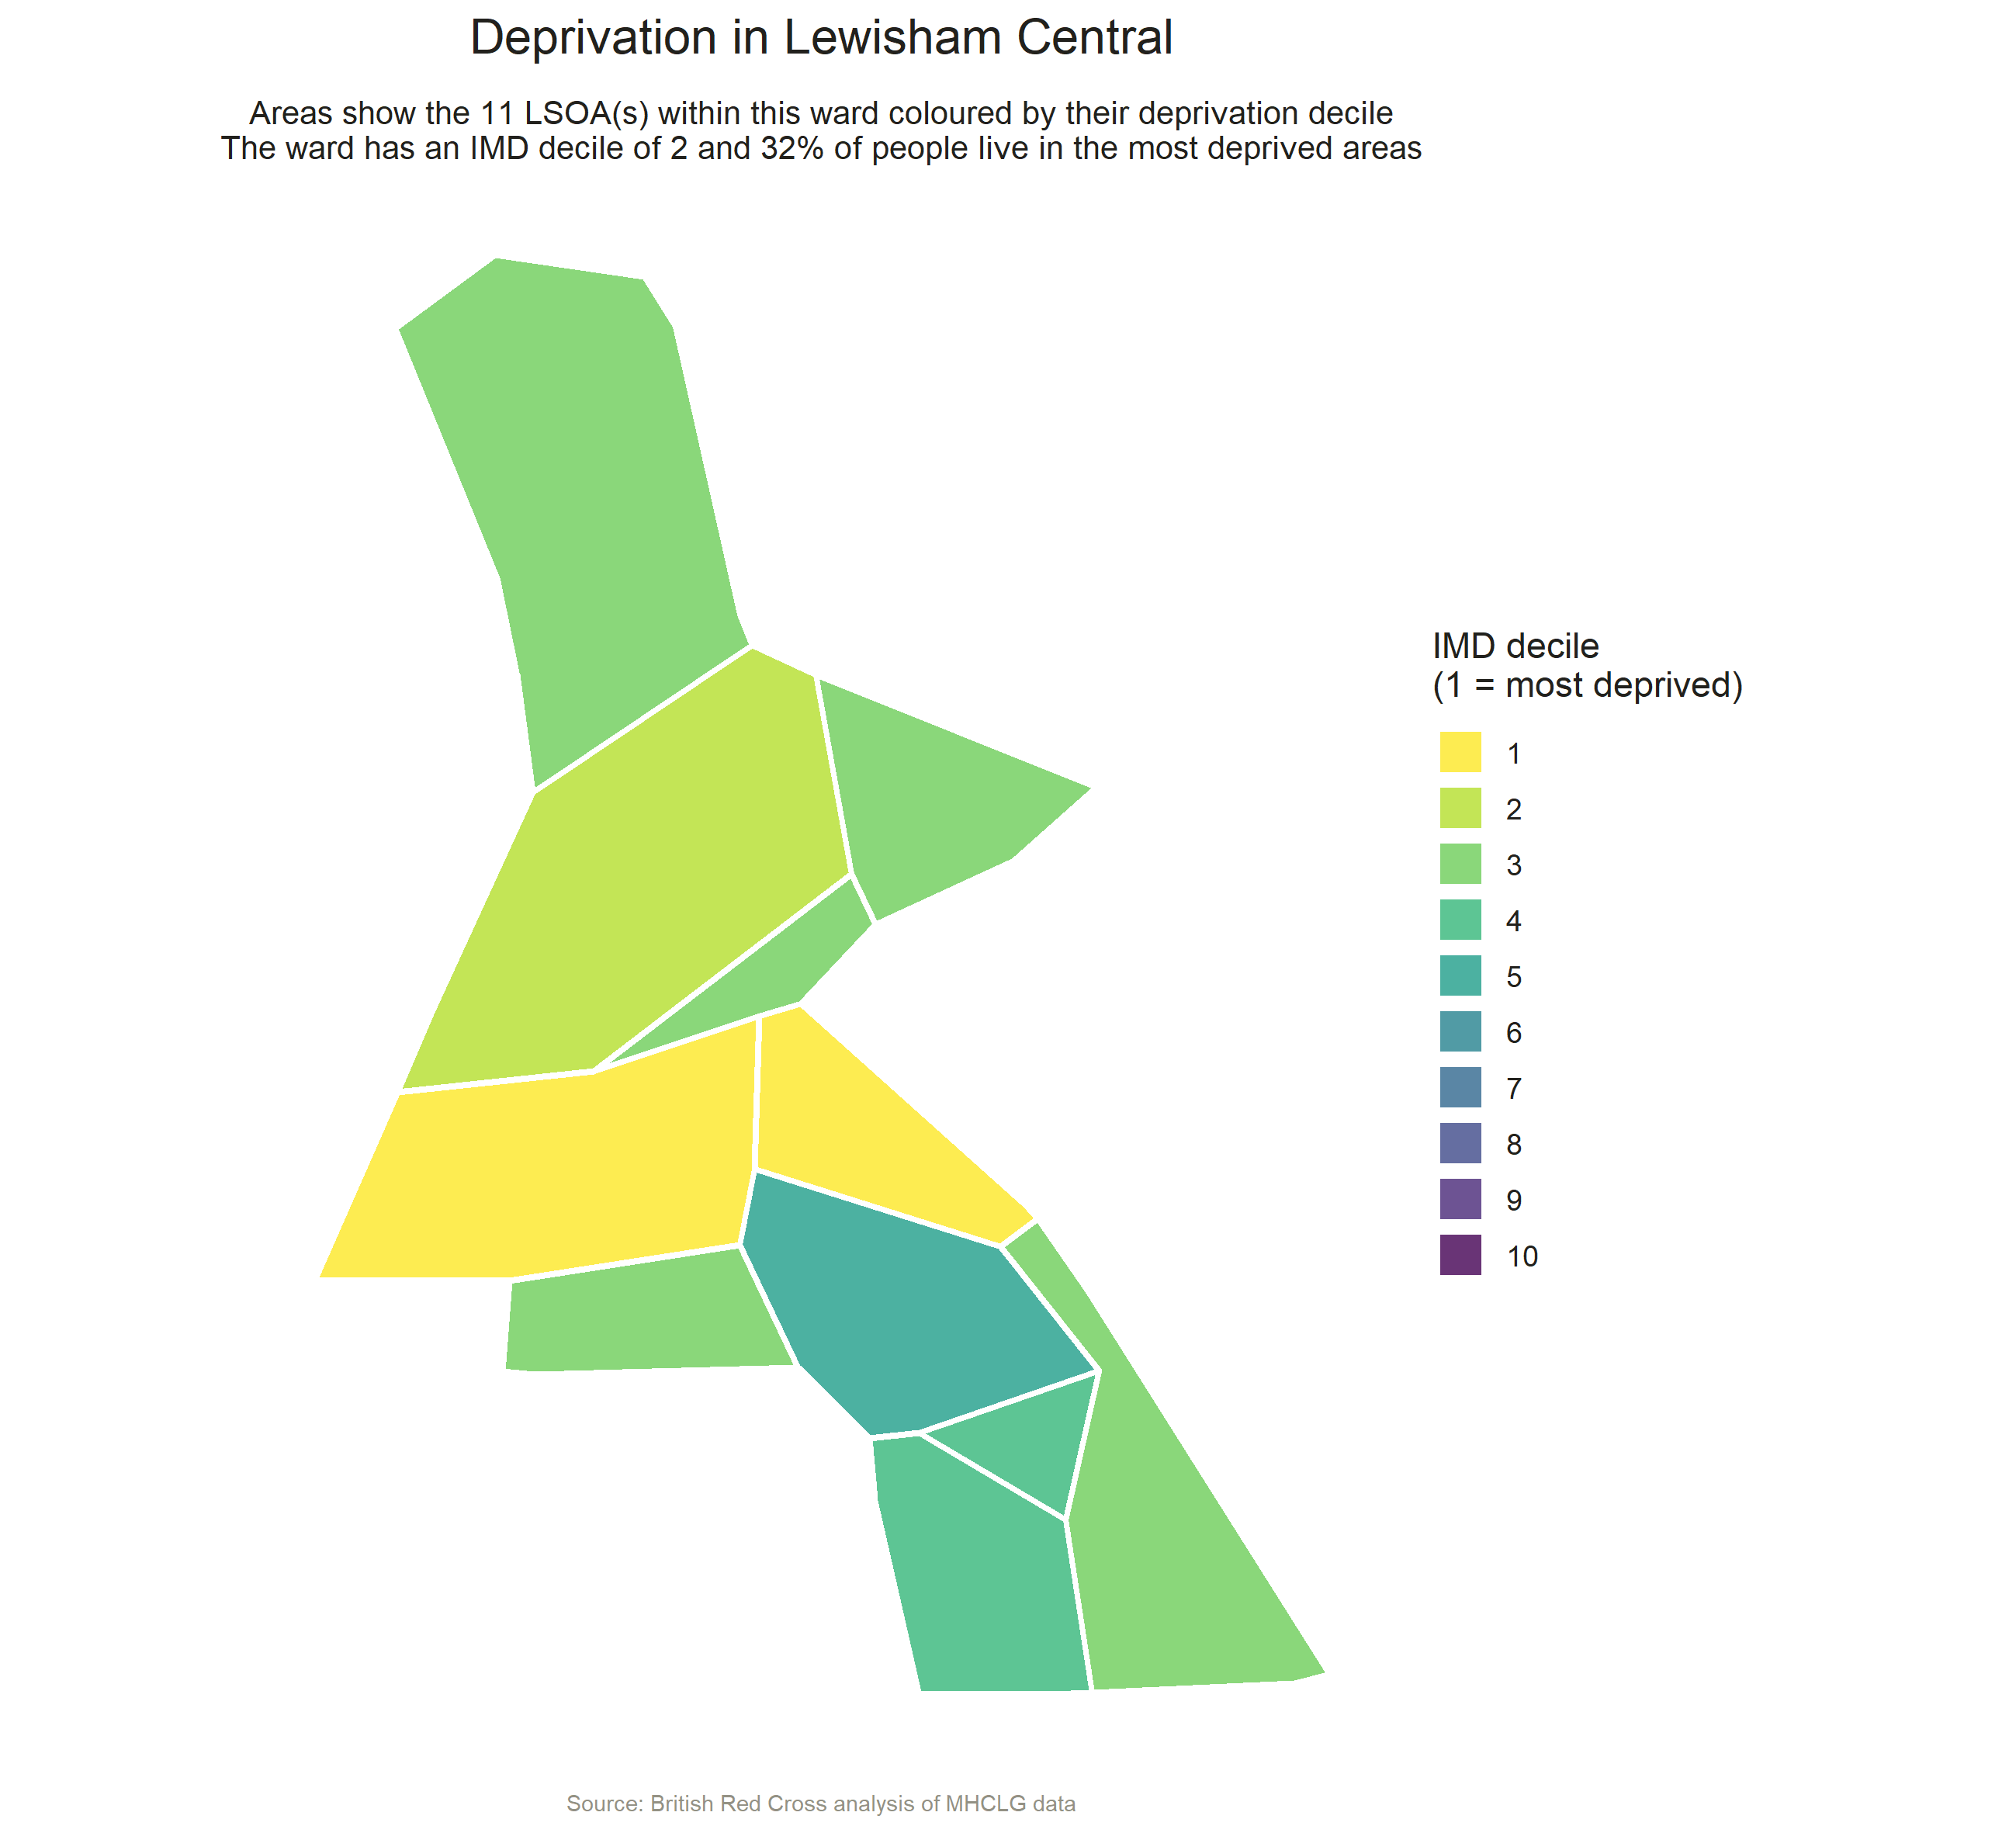 Deprivation in Lewisham Central
Areas show the 11 LSOA(s) within this ward coloured by their deprivation decile
The ward has an IMD decile of 2 and 32% of people live in the most deprived areas
IMD decile
(1 = most deprived)
1
2
3
4
5
6
7
8
9
10
Source: British Red Cross analysis of MHCLG data